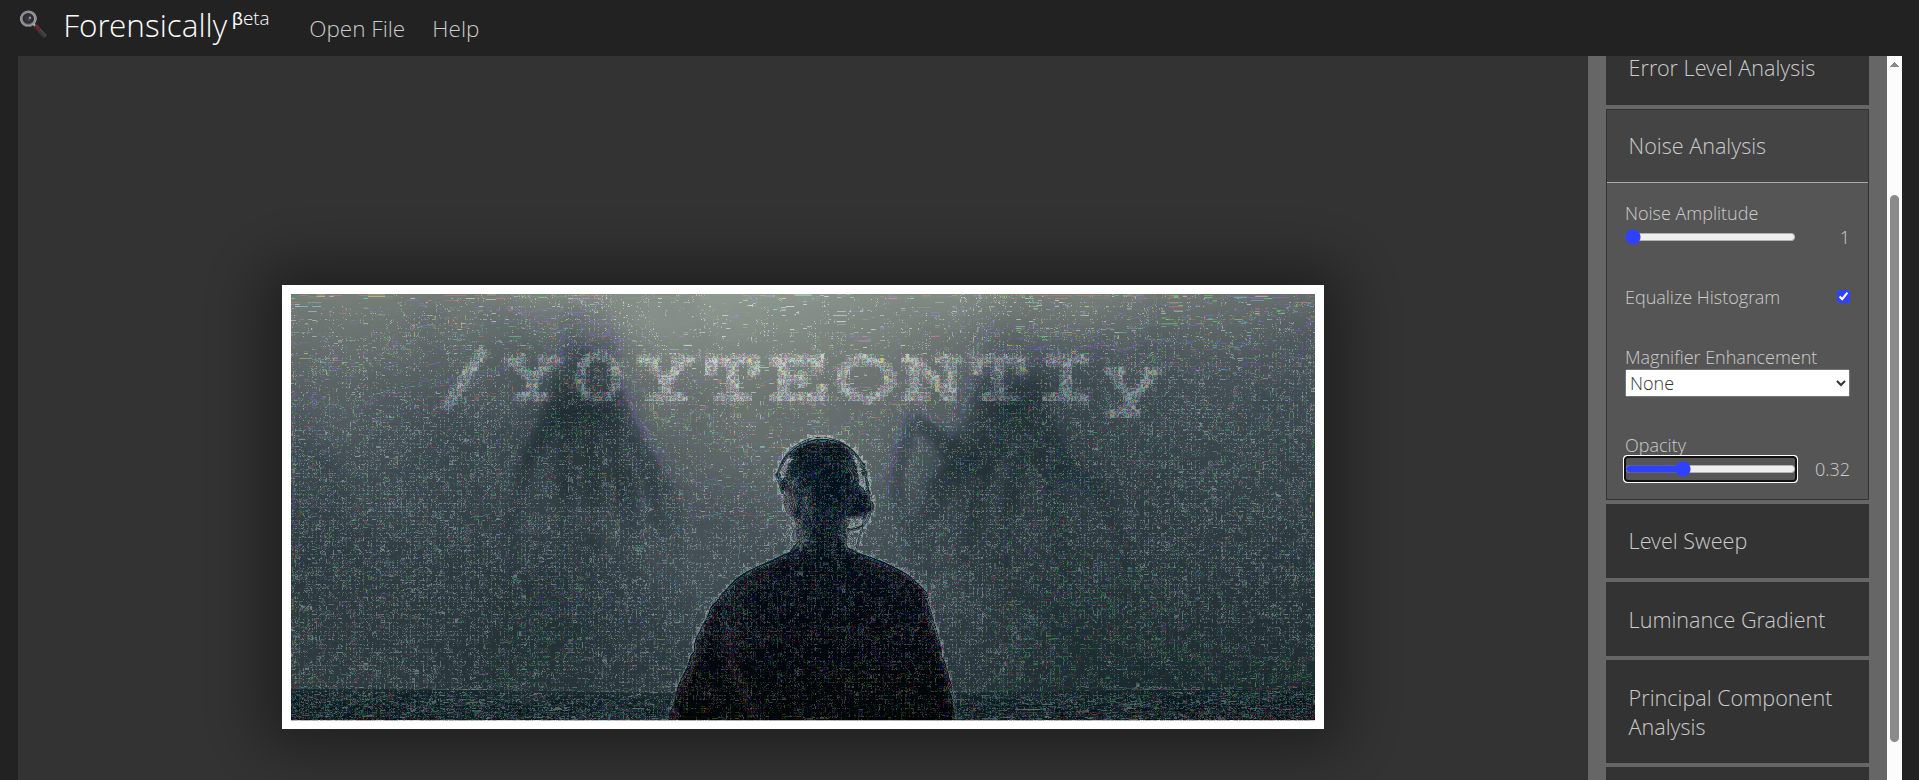 Forensically βeta
Open File
Help
Error Level Analysis
Noise Analysis
Noise Amplitude
1
Equalize Histogram
Magnifier Enhancement
None
Opacity
0.32
Level Sweep
Luminance Gradient
Principal Component
Analysis
/YOYTEONTIy